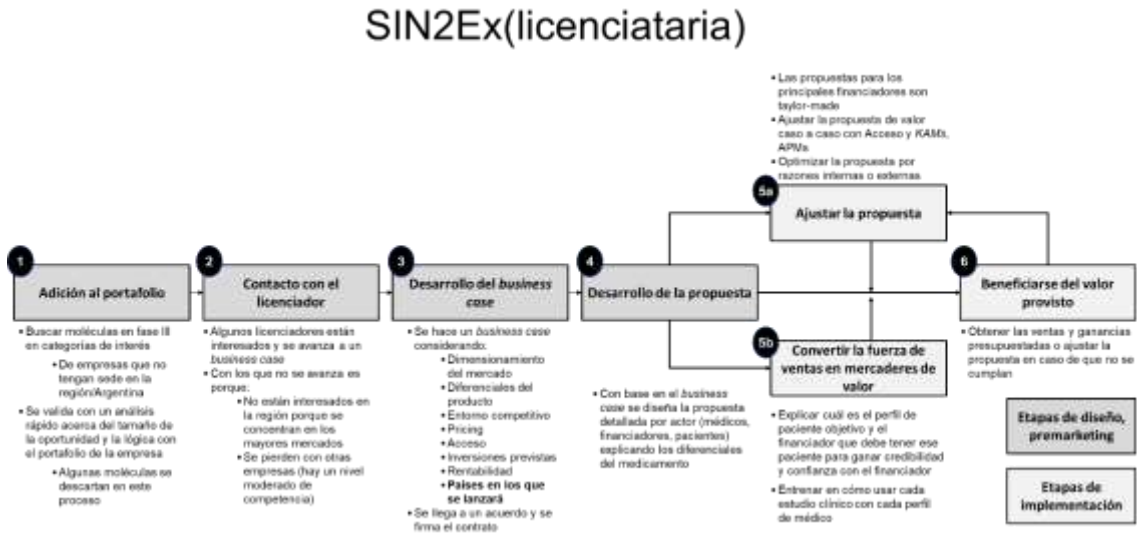 SIN2Ex(licenciataria)
• Las propuestas para los
principales financiadores son
taylor-made
• Ajustar la propuesta de valor
caso a caso con Acceso y KAMs,
APMs
• Optimizar la propuesta por
razones internas o externas
5a
Ajustar la propuesta
1
Adición al portafolio
• Buscar moléculas en fase III
en categorías de interés
• De empresas que no
tengan sede en la
región/Argentina
• Se valida con un análisis
rápido acerca del tamaño de
la oportunidad y la lógica con
el portafolio de la empresa
• Algunas moléculas se
descartan en este
proceso
2
Contacto con el
licenciador
• Algunos licenciadores están
interesados y se avanza a un
business case
• Con los que no se avanza es
porque:
• No están interesados en
la región porque se
concentran en los
mayores mercados
• Se pierden con otras
empresas (hay un nivel
moderado de
competencia)
3
Desarrollo del business
case
• Se hace un business case
considerando:
• Dimensionamiento
del mercado
• Diferenciales del
producto
• Entorno competitivo
• Pricing
• Acceso
• Inversiones previstas
• Rentabilidad
• Países en los que
se lanzará
• Se llega a un acuerdo y se
firma el contrato
4
Desarrollo de la propuesta
• Con base en el business
case se diseña la propuesta
detallada por actor (médicos,
financiadores, pacientes)
explicando los diferenciales
del medicamento
5b
Convertir la fuerza de
ventas en mercaderes de
valor
• Explicar cuál es el perfil de
paciente objetivo y el
financiador que debe tener ese
paciente para ganar credibilidad
y confianza con el financiador
• Entrenar en cómo usar cada
estudio clínico con cada perfil
de médico
6
Beneficiarse del valor
provisto
• Obtener las ventas y ganancias
presupuestadas o ajustar la
propuesta en caso de que no se
cumplan
Etapas de diseño,
premarketing
Etapas de
implementación